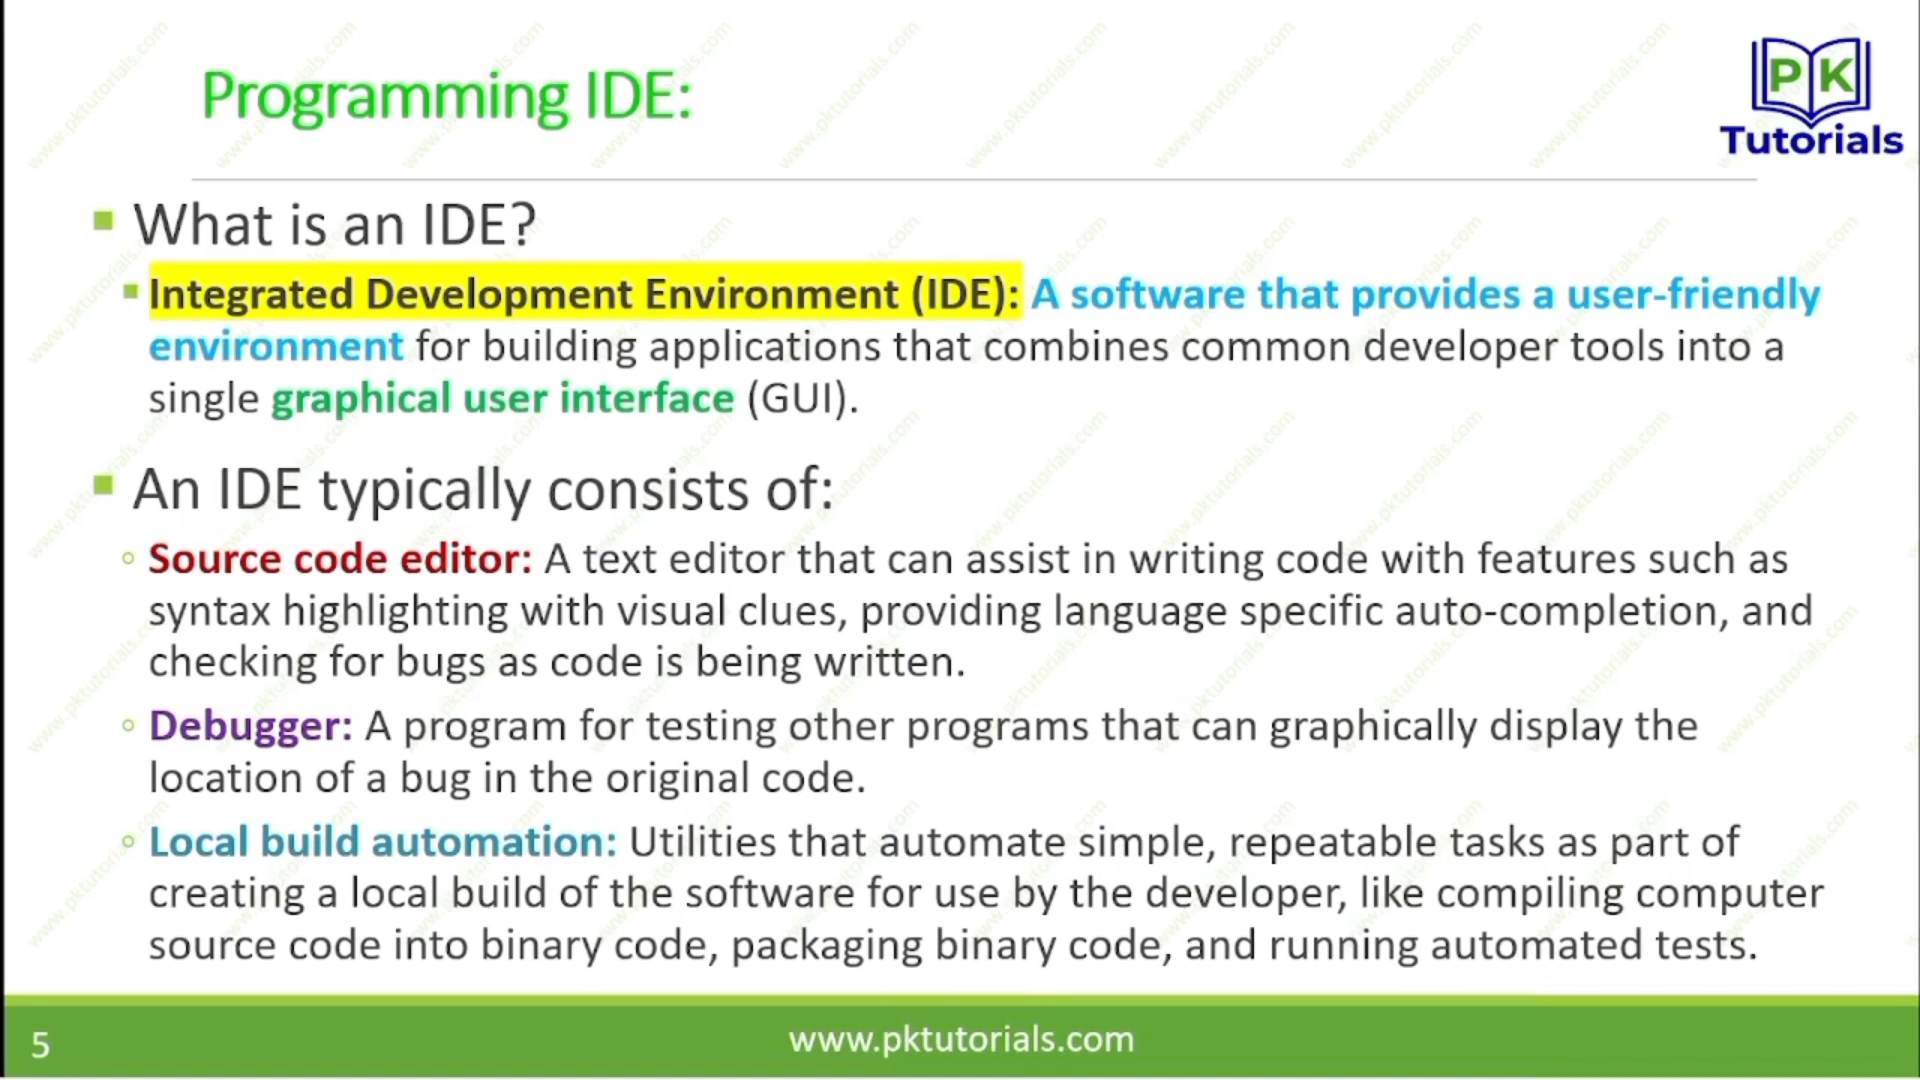 Programming IDE:
PK
Tutorials
What is an IDE?
Integrated Development Environment (IDE): A software that provides a user-friendly
environment for building applications that combines common developer tools into a
single graphical user interface (GUI).
An IDE typically consists of:
Source code editor: A text editor that can assist in writing code with features such as
syntax highlighting with visual clues, providing language specific auto-completion, and
checking for bugs as code is being written.
Debugger: A program for testing other programs that can graphically display the
location of a bug in the original code.
Local build automation: Utilities that automate simple, repeatable tasks as part of
creating a local build of the software for use by the developer, like compiling computer
source code into binary code, packaging binary code, and running automated tests.
5
www.pktutorials.com